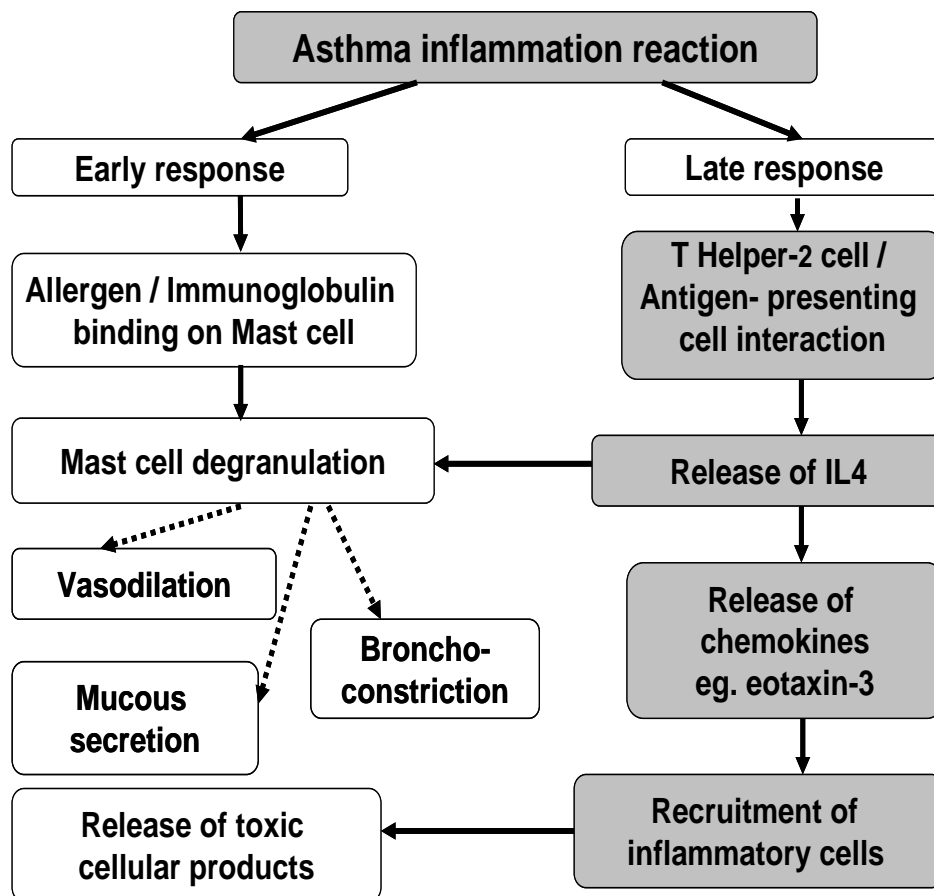 Asthma inflammation reaction
Early response
Late response
Allergen / Immunoglobulin
binding on Mast cell
T Helper-2 cell /
Antigen- presenting
cell interaction
Mast cell degranulation
Release of IL4
Vasodilation
Broncho-
constriction
Release of
chemokines
eg. eotaxin-3
Mucous
secretion
Release of toxic
cellular products
Recruitment of
inflammatory cells